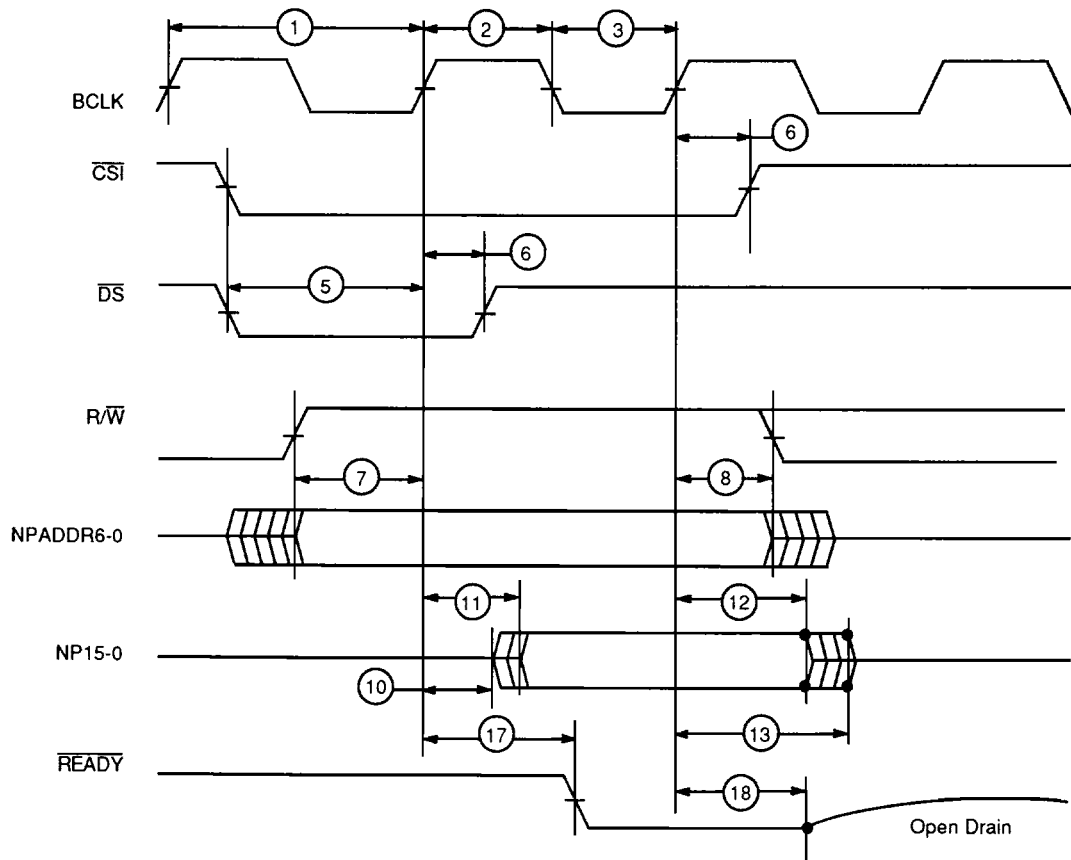 1 2 3
BCLK
6
CSI
6
5
DS
R/W
7 8
NPADDR6-0
11 12
NP15-0
10
17 13
READY
18
Open Drain